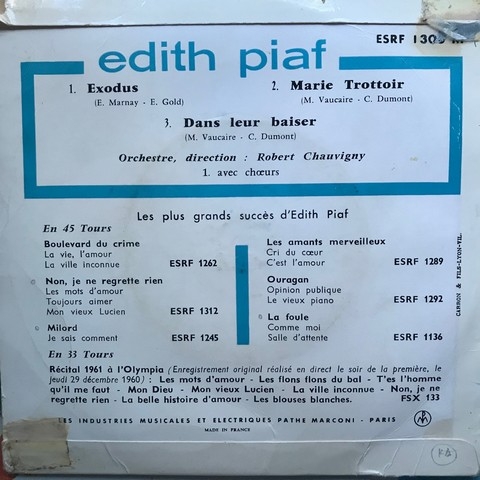 ESRF 1303 M
edith piaf
1. Exodus
(E. Marnay - E. Gold)
2. Marie Trottoir
(M. Vaucaire - C. Dumont)
3. Dans leur baiser
(M. Vaucaire - C. Dumont)
Orchestre, direction : Robert Chauvigny
1. avec chœurs
Les plus grands succès d'Edith Piaf
En 45 Tours
Boulevard du crime
La vie, l'amour
La ville inconnue ESRF 1262
Non, je ne regrette rien
Les mots d'amour
Toujours aimer
Mon vieux Lucien ESRF 1312
Milord
Je sais comment ESRF 1245
Les amants merveilleux
Cri du cœur
C'est l'amour ESRF 1289
Ouragan
Opinion publique
Le vieux piano ESRF 1292
La foule
Comme moi
Salle d'attente ESRF 1136
En 33 Tours
Récital 1961 à l'Olympia (Enregistrement original réalisé en direct le soir de la première, le
jeudi 29 décembre 1960) : Les mots d'amour - Les flons flons du bal - T'es l'homme
qu'il me faut - Mon Dieu - Mon vieux Lucien - La ville inconnue - Non, je ne
regrette rien - La belle histoire d'amour - Les blouses blanches. FSX 133
LES INDUSTRIES MUSICALES ET ELECTRIQUES PATHE MARCONI - PARIS
MADE IN FRANCE